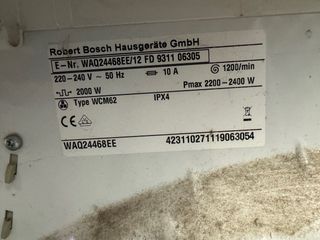 Robert Bosch Hausgeräte GmbH
E-Nr. WAQ24468EE/12 FD 9311 06305
220-240 V ~ 50 Hz 10 A 1200/min
2000 W Pmax 2200-2400W
Type WCM62 IPX4
WAQ24468EE 423110271119063054